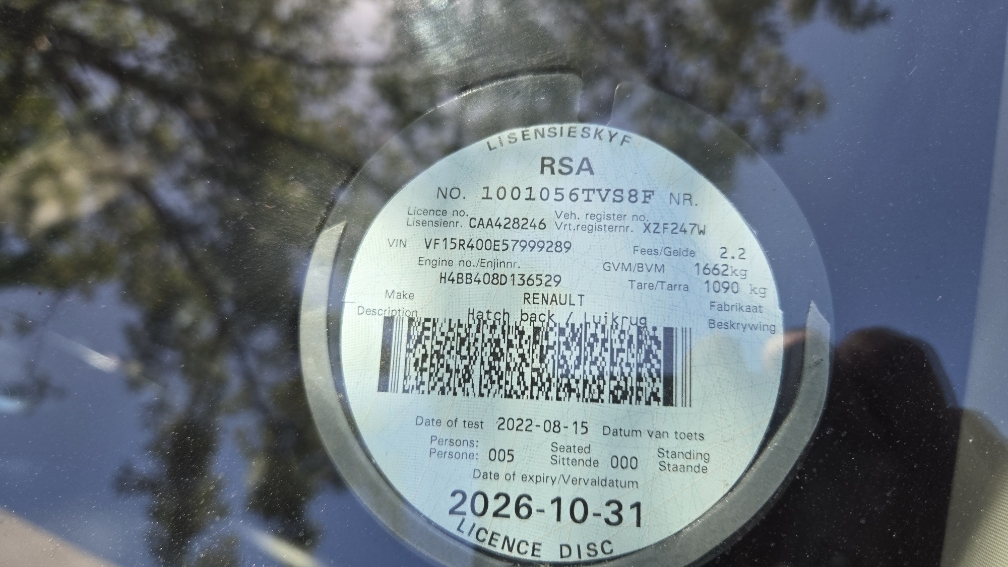 LISENSIESKYF
RSA
NO. 1001056TVS8F NR.
Licence no. Veh. register no.
Lisensienr. CAA428246 Vrt.registernr. XZF247W
VIN VF15R400E57999289 Fees/Gelde 2.2
Engine no./Enjinnr. GVM/BVM 1662kg
H4BB408D136529 Tare/Tarra 1090 kg
Make RENAULT Fabrikaat
Description Hatch back / Luikrug Beskrywing
Date of test 2022-08-15 Datum van toets
Persons: Seated Standing
Persone: 005 Sittende 000 Staande
Date of expiry/Vervaldatum
2026-10-31
LICENCE DISC